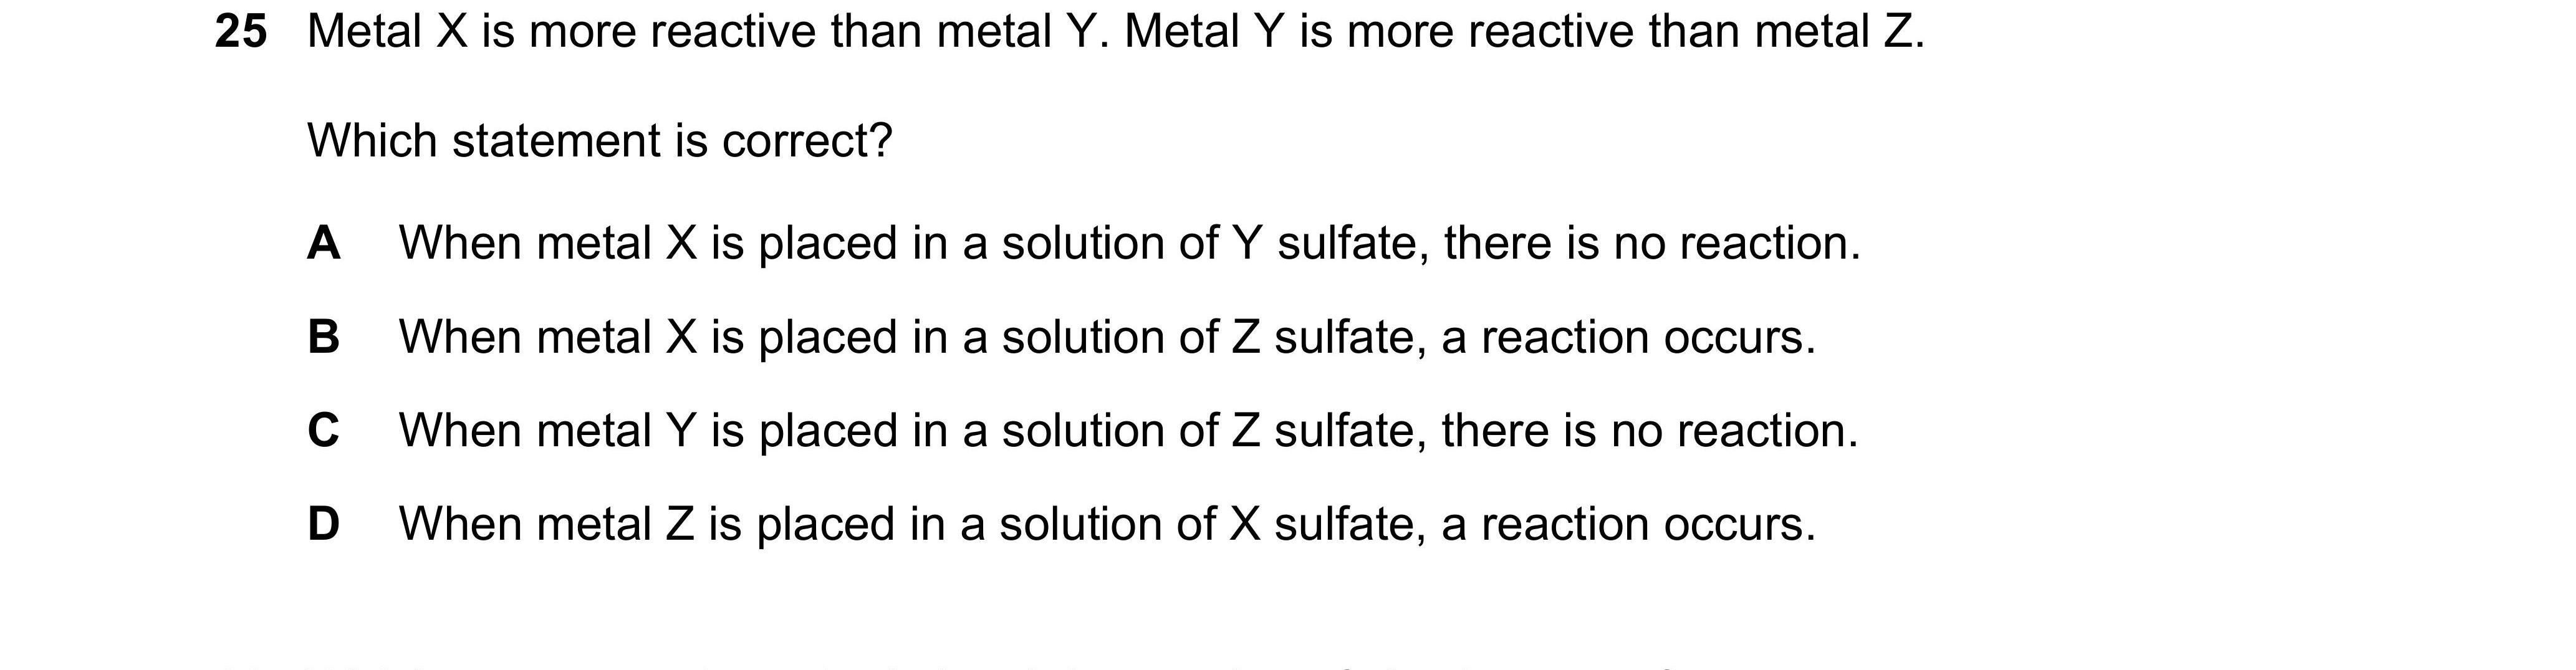 25 Metal X is more reactive than metal Y. Metal Y is more reactive than metal Z.
Which statement is correct?
A When metal X is placed in a solution of Y sulfate, there is no reaction.
B When metal X is placed in a solution of Z sulfate, a reaction occurs.
C When metal Y is placed in a solution of Z sulfate, there is no reaction.
D When metal Z is placed in a solution of X sulfate, a reaction occurs.